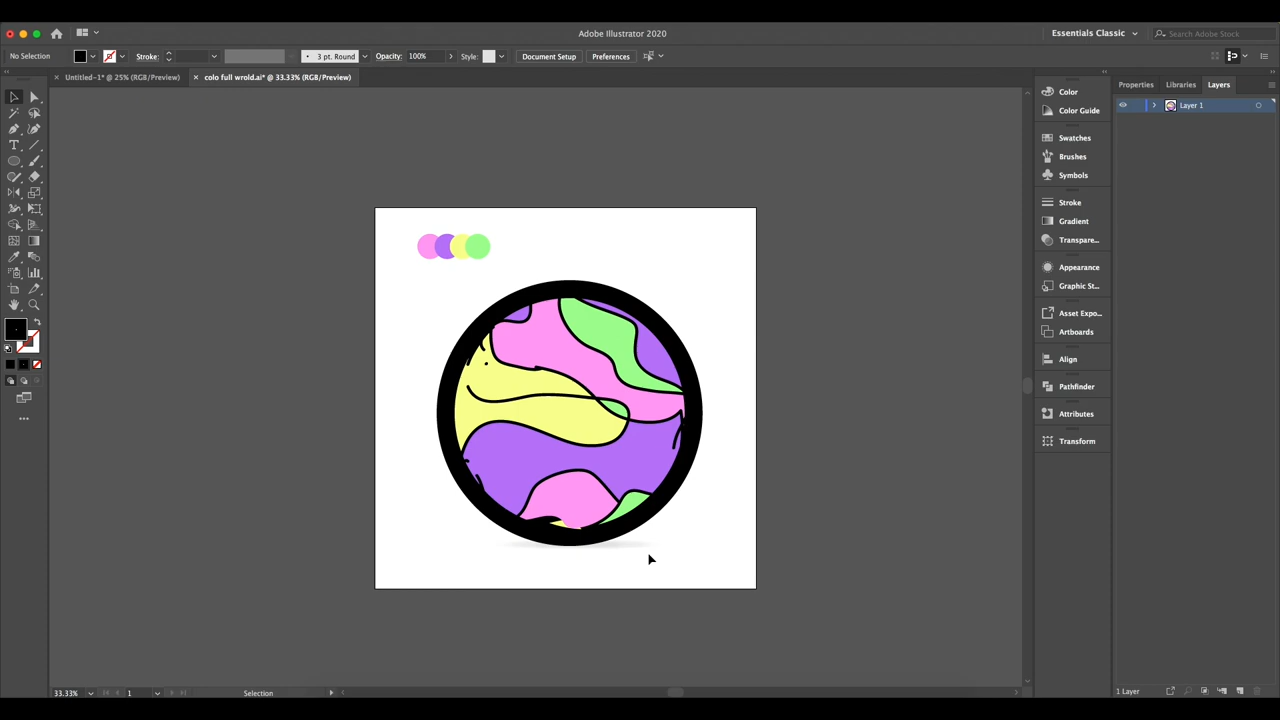 Adobe Illustrator 2020
Essentials Classic
Search Adobe Stock
No Selection
Stroke:
3 pt. Round
Opacity: 100%
Style:
Document Setup
Preferences
× Untitled-1* @ 25% (RGB/Preview)
× colo full wrold.ai* @ 33.33% (RGB/Preview)
Color
Color Guide
Swatches
Brushes
Symbols
Stroke
Gradient
Transpare...
Appearance
Graphic St...
Asset Expo...
Artboards
Align
Pathfinder
Attributes
Transform
Properties Libraries Layers
Layer 1
33.33%
1
Selection
1 Layer